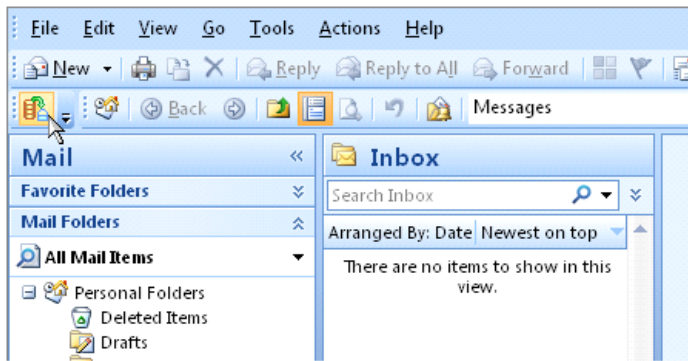 File Edit View Go Tools Actions Help
New Reply Reply to All Forward
Back Messages
Mail
Favorite Folders
Mail Folders
All Mail Items
Personal Folders
Deleted Items
Drafts
Inbox
Search Inbox
Arranged By: Date Newest on top
There are no items to show in this
view.